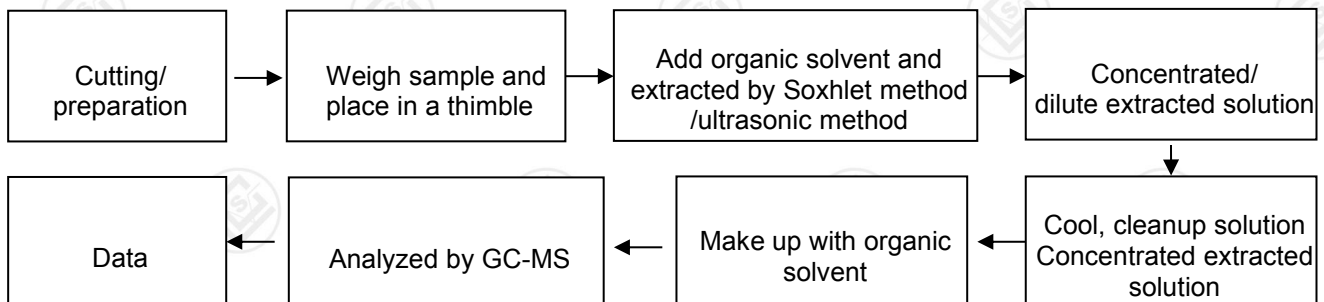 Cutting/
preparation
Weigh sample and
place in a thimble
Add organic solvent and
extracted by Soxhlet method
/ultrasonic method
Concentrated/
dilute extracted solution
Cool, cleanup solution
Concentrated extracted
solution
Make up with organic
solvent
Analyzed by GC-MS
Data